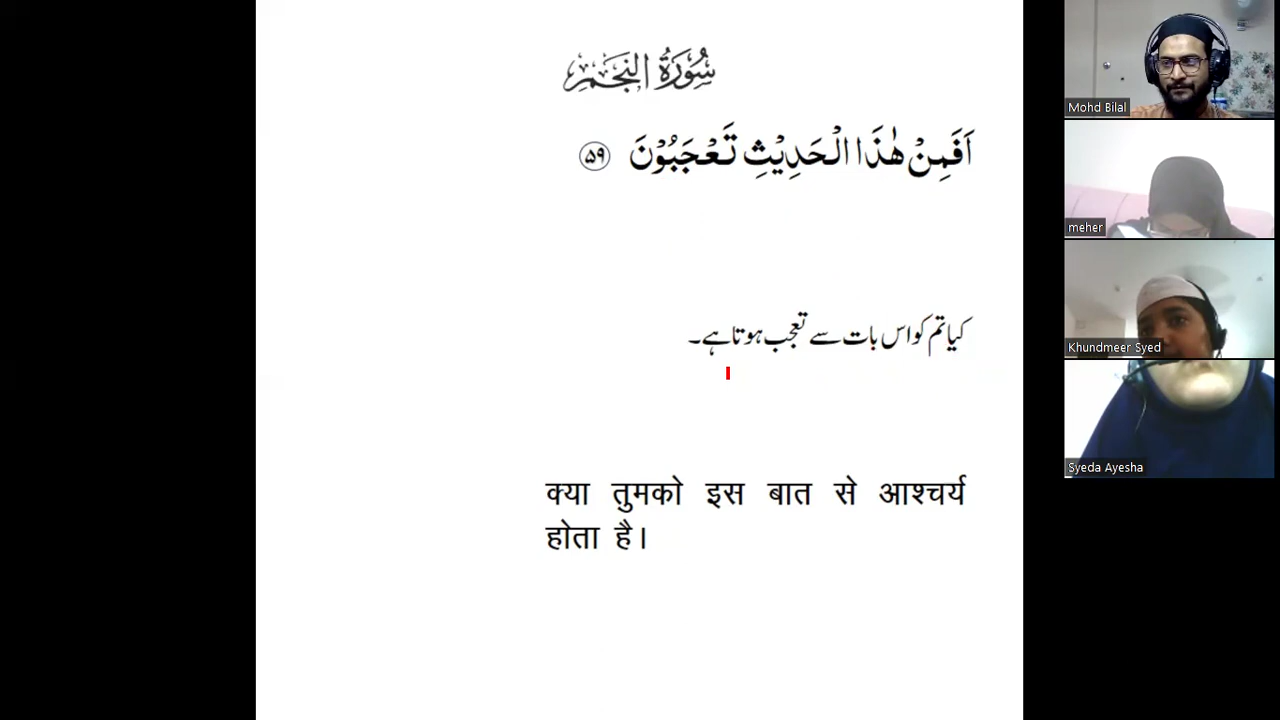 سُوْرَةُ النَّجْمِ
اَفَمِنْ هٰذَا الْحَدِيْثِ تَعْجَبُوْنَ ۵۹
کیا تم کو اس بات سے تعجب ہوتا ہے۔
क्या तुमको इस बात से आश्चर्य
होता है।
Mohd Bilal
meher
Khundmeer Syed
Syeda Ayesha